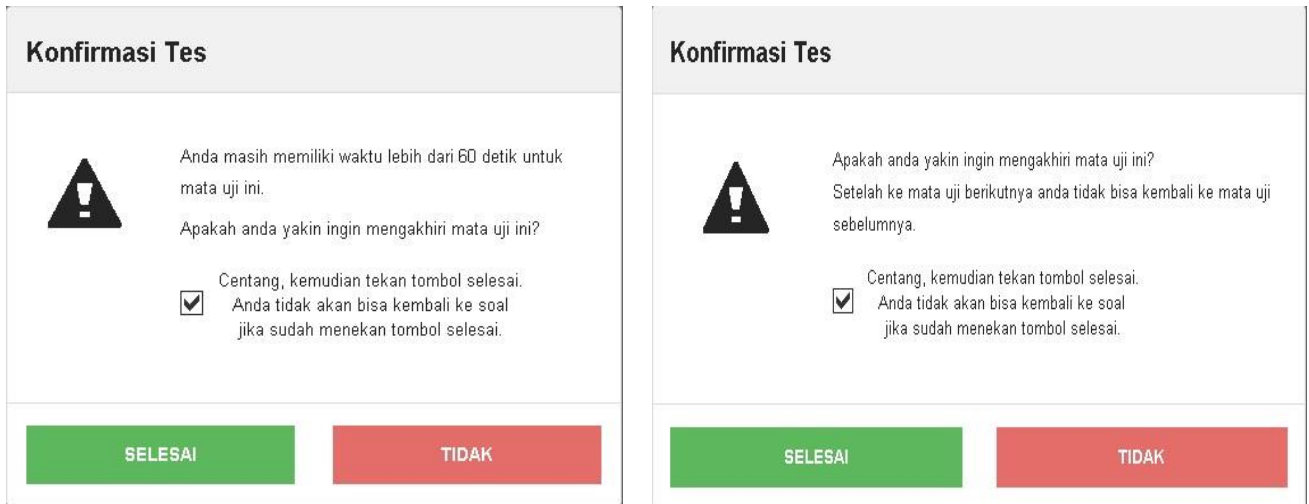 Konfirmasi Tes
Anda masih memiliki waktu lebih dari 60 detik untuk
mata uji ini.
Apakah anda yakin ingin mengakhiri mata uji ini?
Centang, kemudian tekan tombol selesai.
Anda tidak akan bisa kembali ke soal
jika sudah menekan tombol selesai.
SELESAI
TIDAK
Konfirmasi Tes
Apakah anda yakin ingin mengakhiri mata uji ini?
Setelah ke mata uji berikutnya anda tidak bisa kembali ke mata uji
sebelumnya.
Centang, kemudian tekan tombol selesai.
Anda tidak akan bisa kembali ke soal
jika sudah menekan tombol selesai.
SELESAI
TIDAK